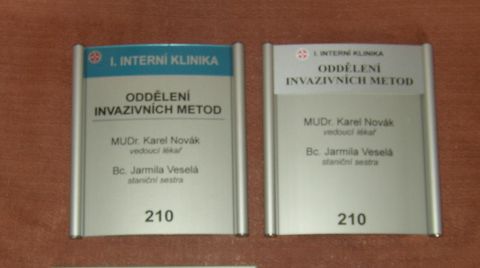 I. INTERNÍ KLINIKA
ODDĚLENÍ
INVAZIVNÍCH METOD
MUDr. Karel Novák
vedoucí lékař
Bc. Jarmila Veselá
staniční sestra
210
I. INTERNÍ KLINIKA
ODDĚLENÍ
INVAZIVNÍCH METOD
MUDr. Karel Novák
vedoucí lékař
Bc. Jarmila Veselá
staniční sestra
210